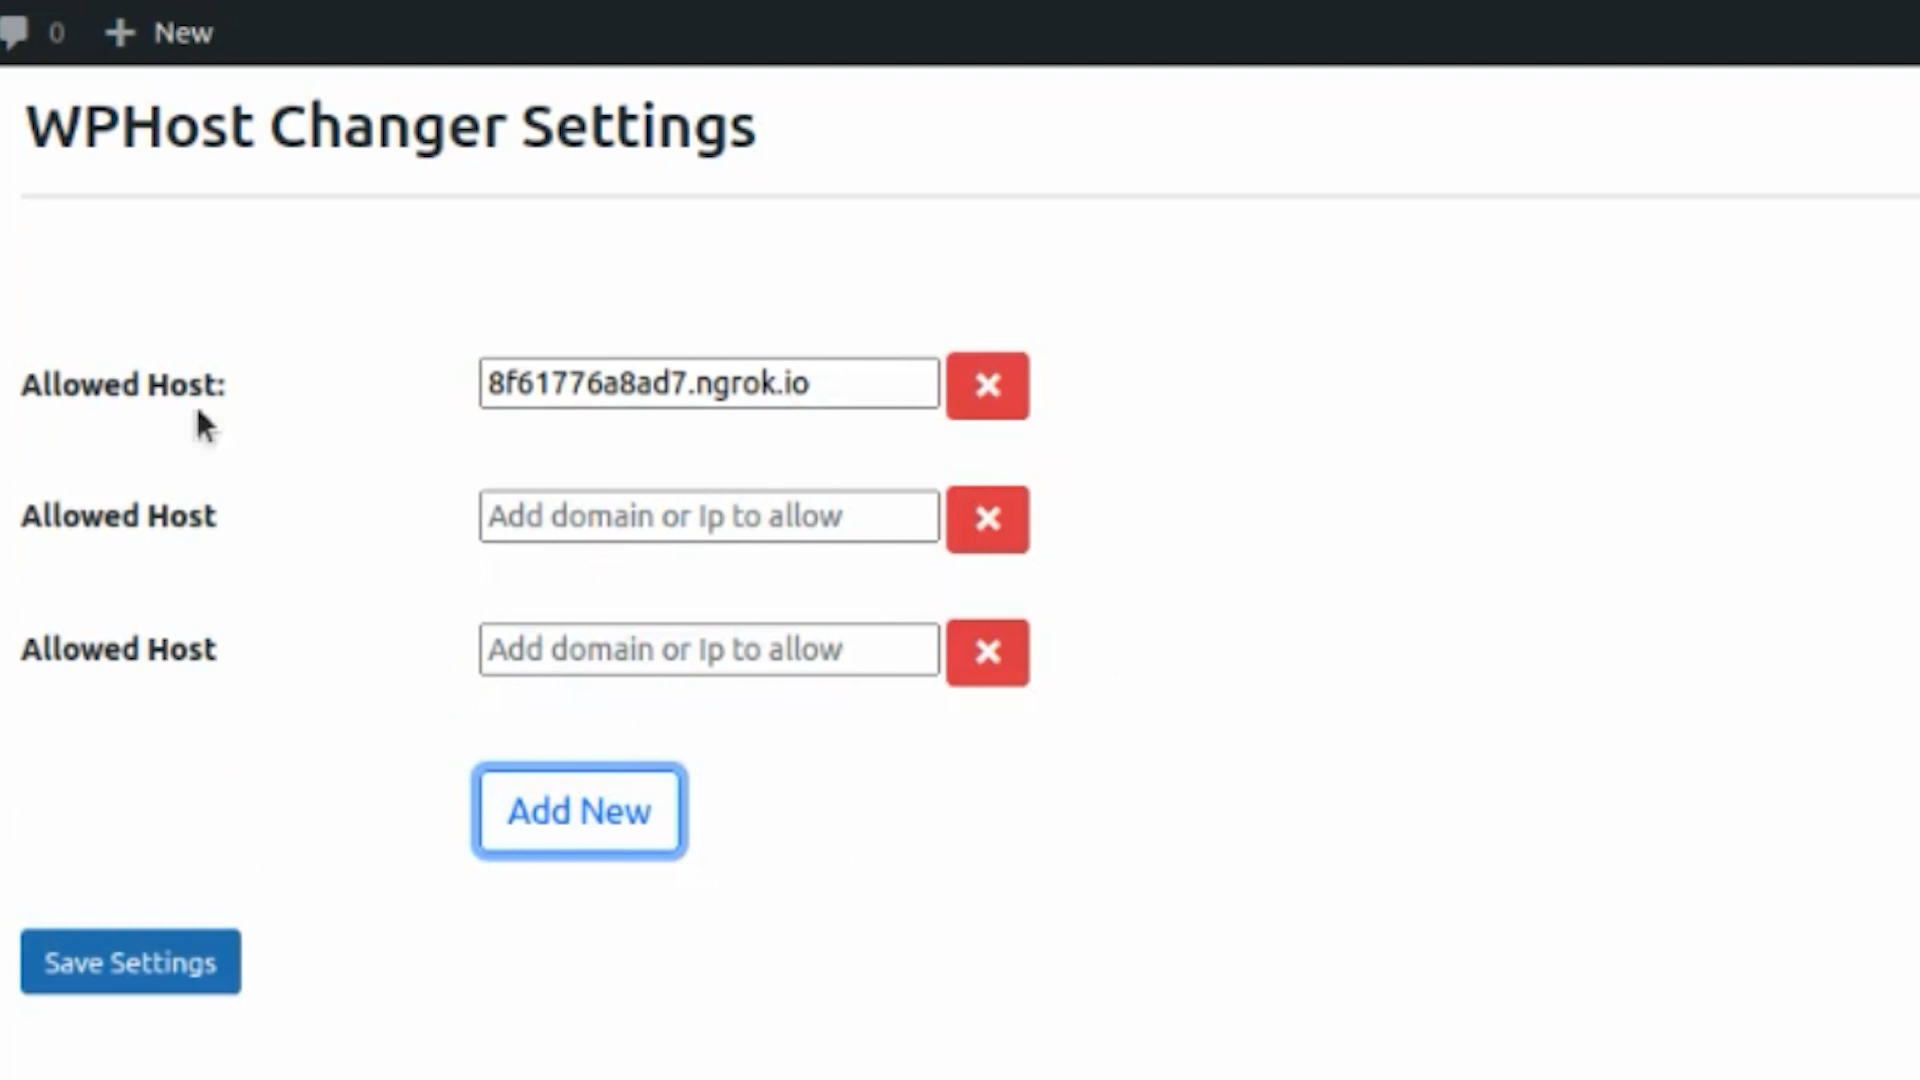 0 New
WPHost Changer Settings
Allowed Host: 8f61776a8ad7.ngrok.io
Allowed Host Add domain or Ip to allow
Allowed Host Add domain or Ip to allow
Add New
Save Settings